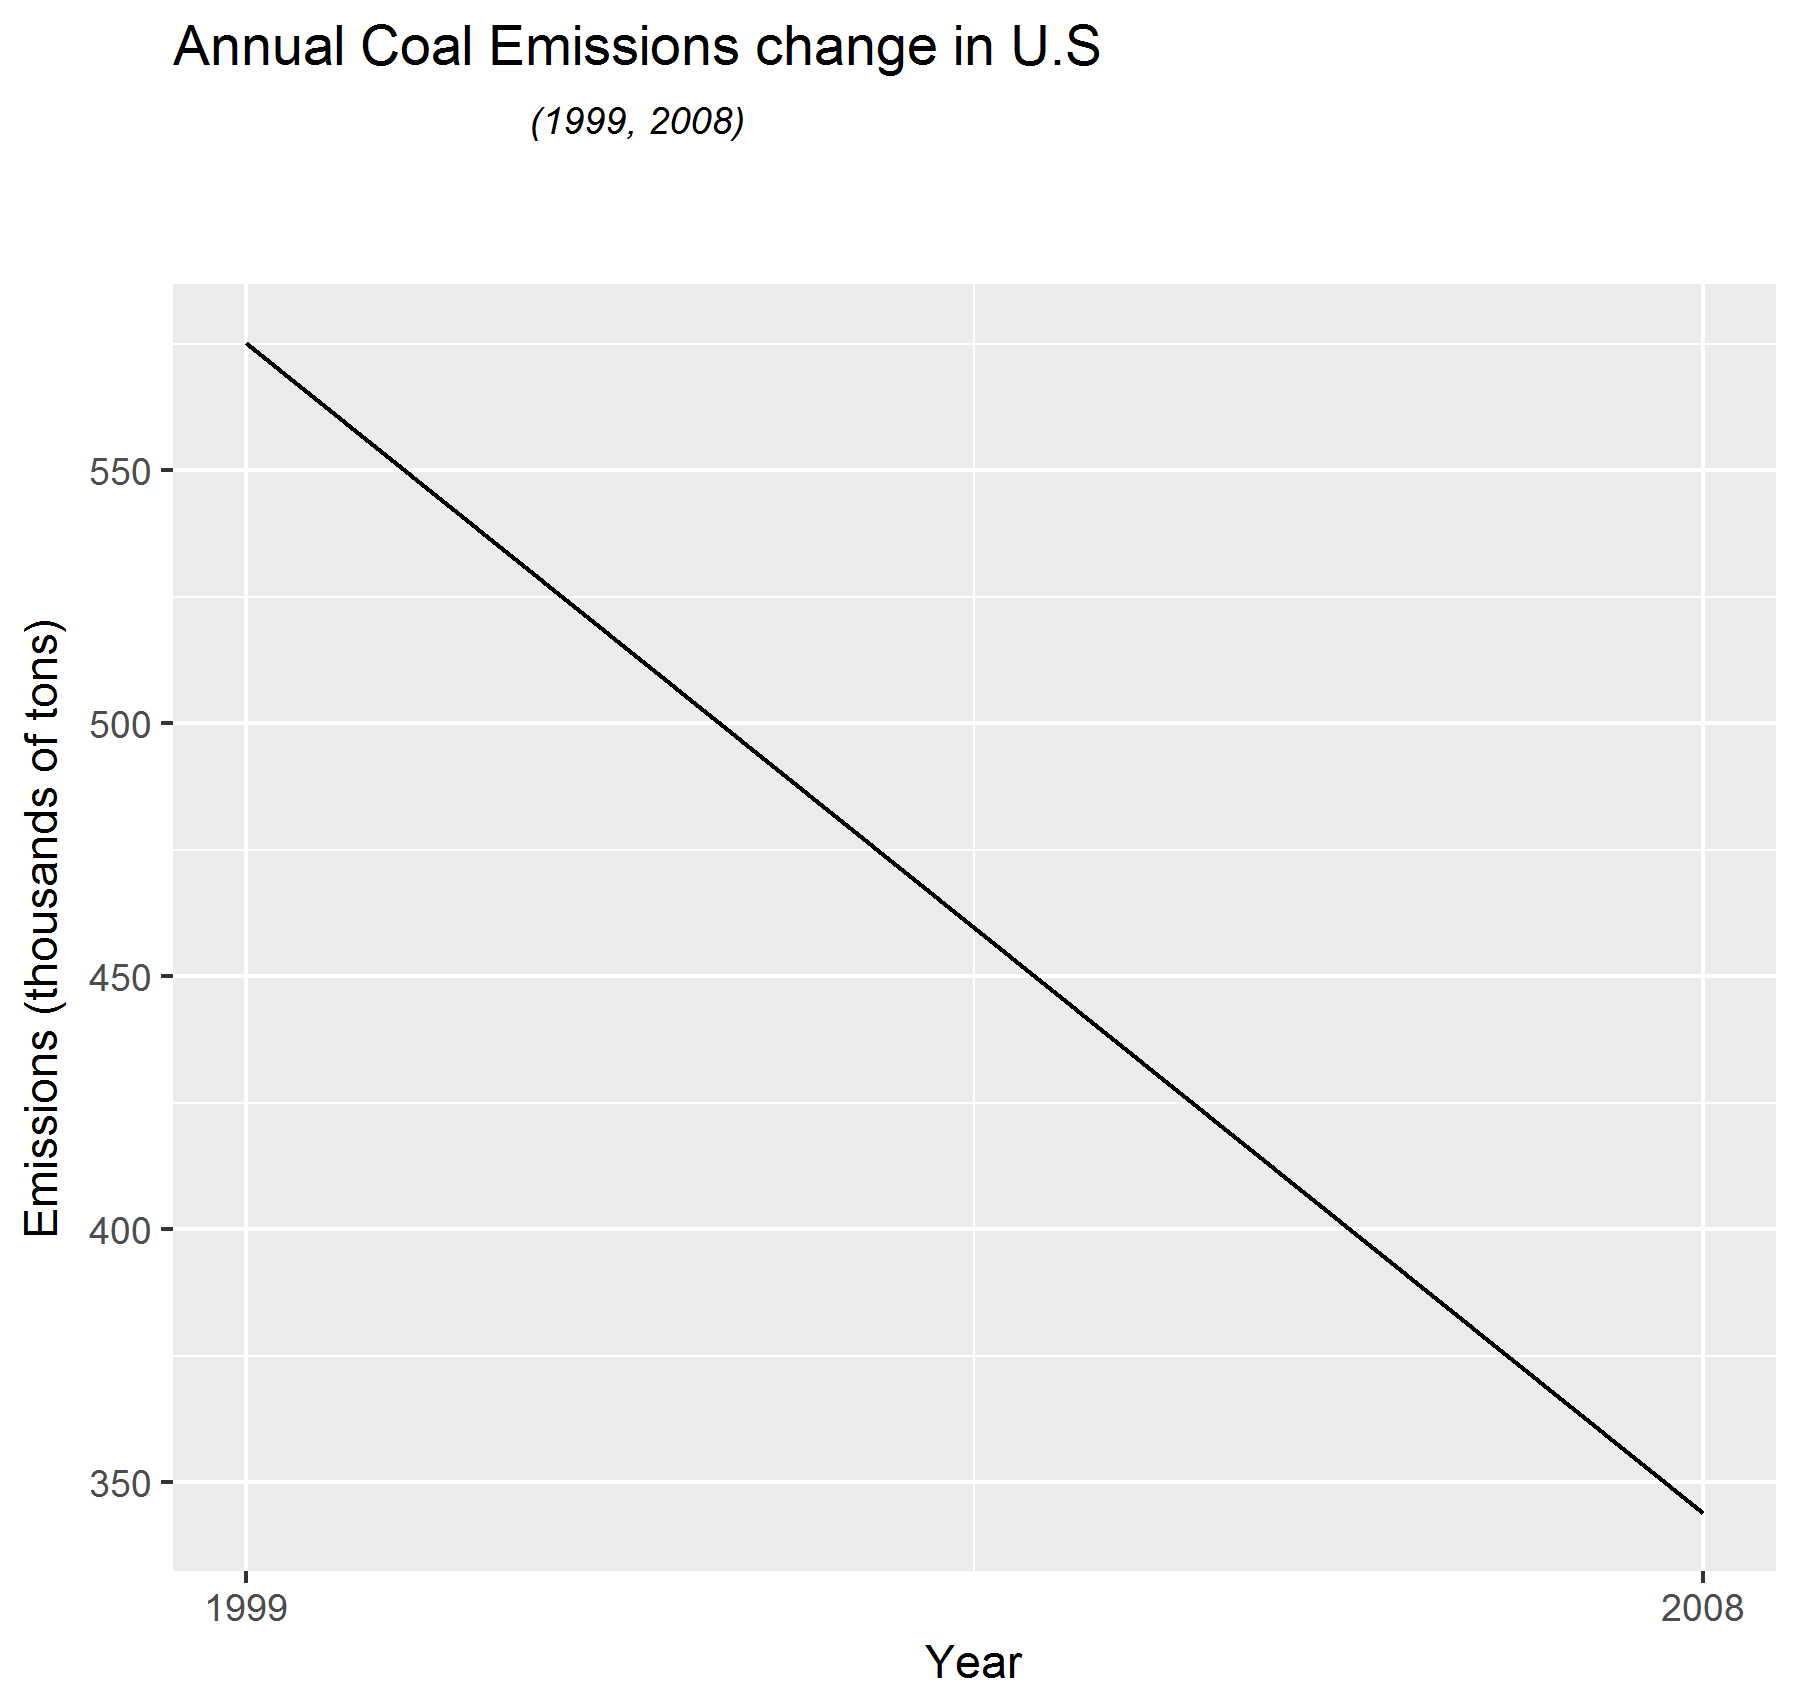 Annual Coal Emissions change in U.S
(1999, 2008)
Emissions (thousands of tons)
550
500
450
400
350
1999
2008
Year